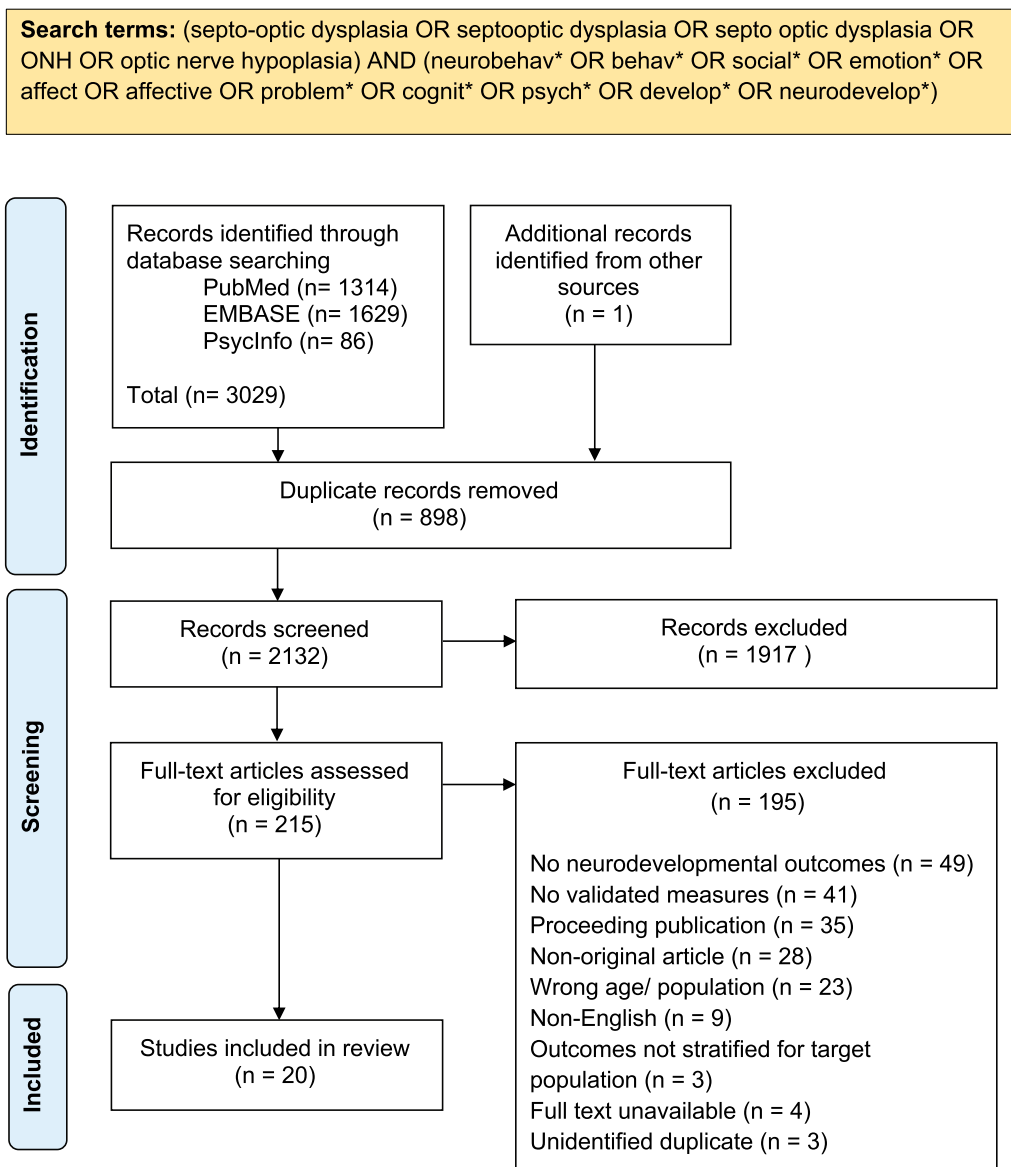 Search terms: (septo-optic dysplasia OR septooptic dysplasia OR septo optic dysplasia OR
ONH OR optic nerve hypoplasia) AND (neurobehav* OR behav* OR social* OR emotion* OR
affect OR affective OR problem* OR cognit* OR psych* OR develop* OR neurodevelop*)
Identification
Records identified through
database searching
PubMed (n= 1314)
EMBASE (n= 1629)
PsycInfo (n= 86)
Total (n= 3029)
Additional records
identified from other
sources
(n = 1)
Duplicate records removed
(n = 898)
Screening
Records screened
(n = 2132)
Records excluded
(n = 1917 )
Full-text articles assessed
for eligibility
(n = 215)
Full-text articles excluded
(n = 195)
No neurodevelopmental outcomes (n = 49)
No validated measures (n = 41)
Proceeding publication (n = 35)
Non-original article (n = 28)
Wrong age/ population (n = 23)
Non-English (n = 9)
Outcomes not stratified for target
population (n = 3)
Full text unavailable (n = 4)
Unidentified duplicate (n = 3)
Included
Studies included in review
(n = 20)